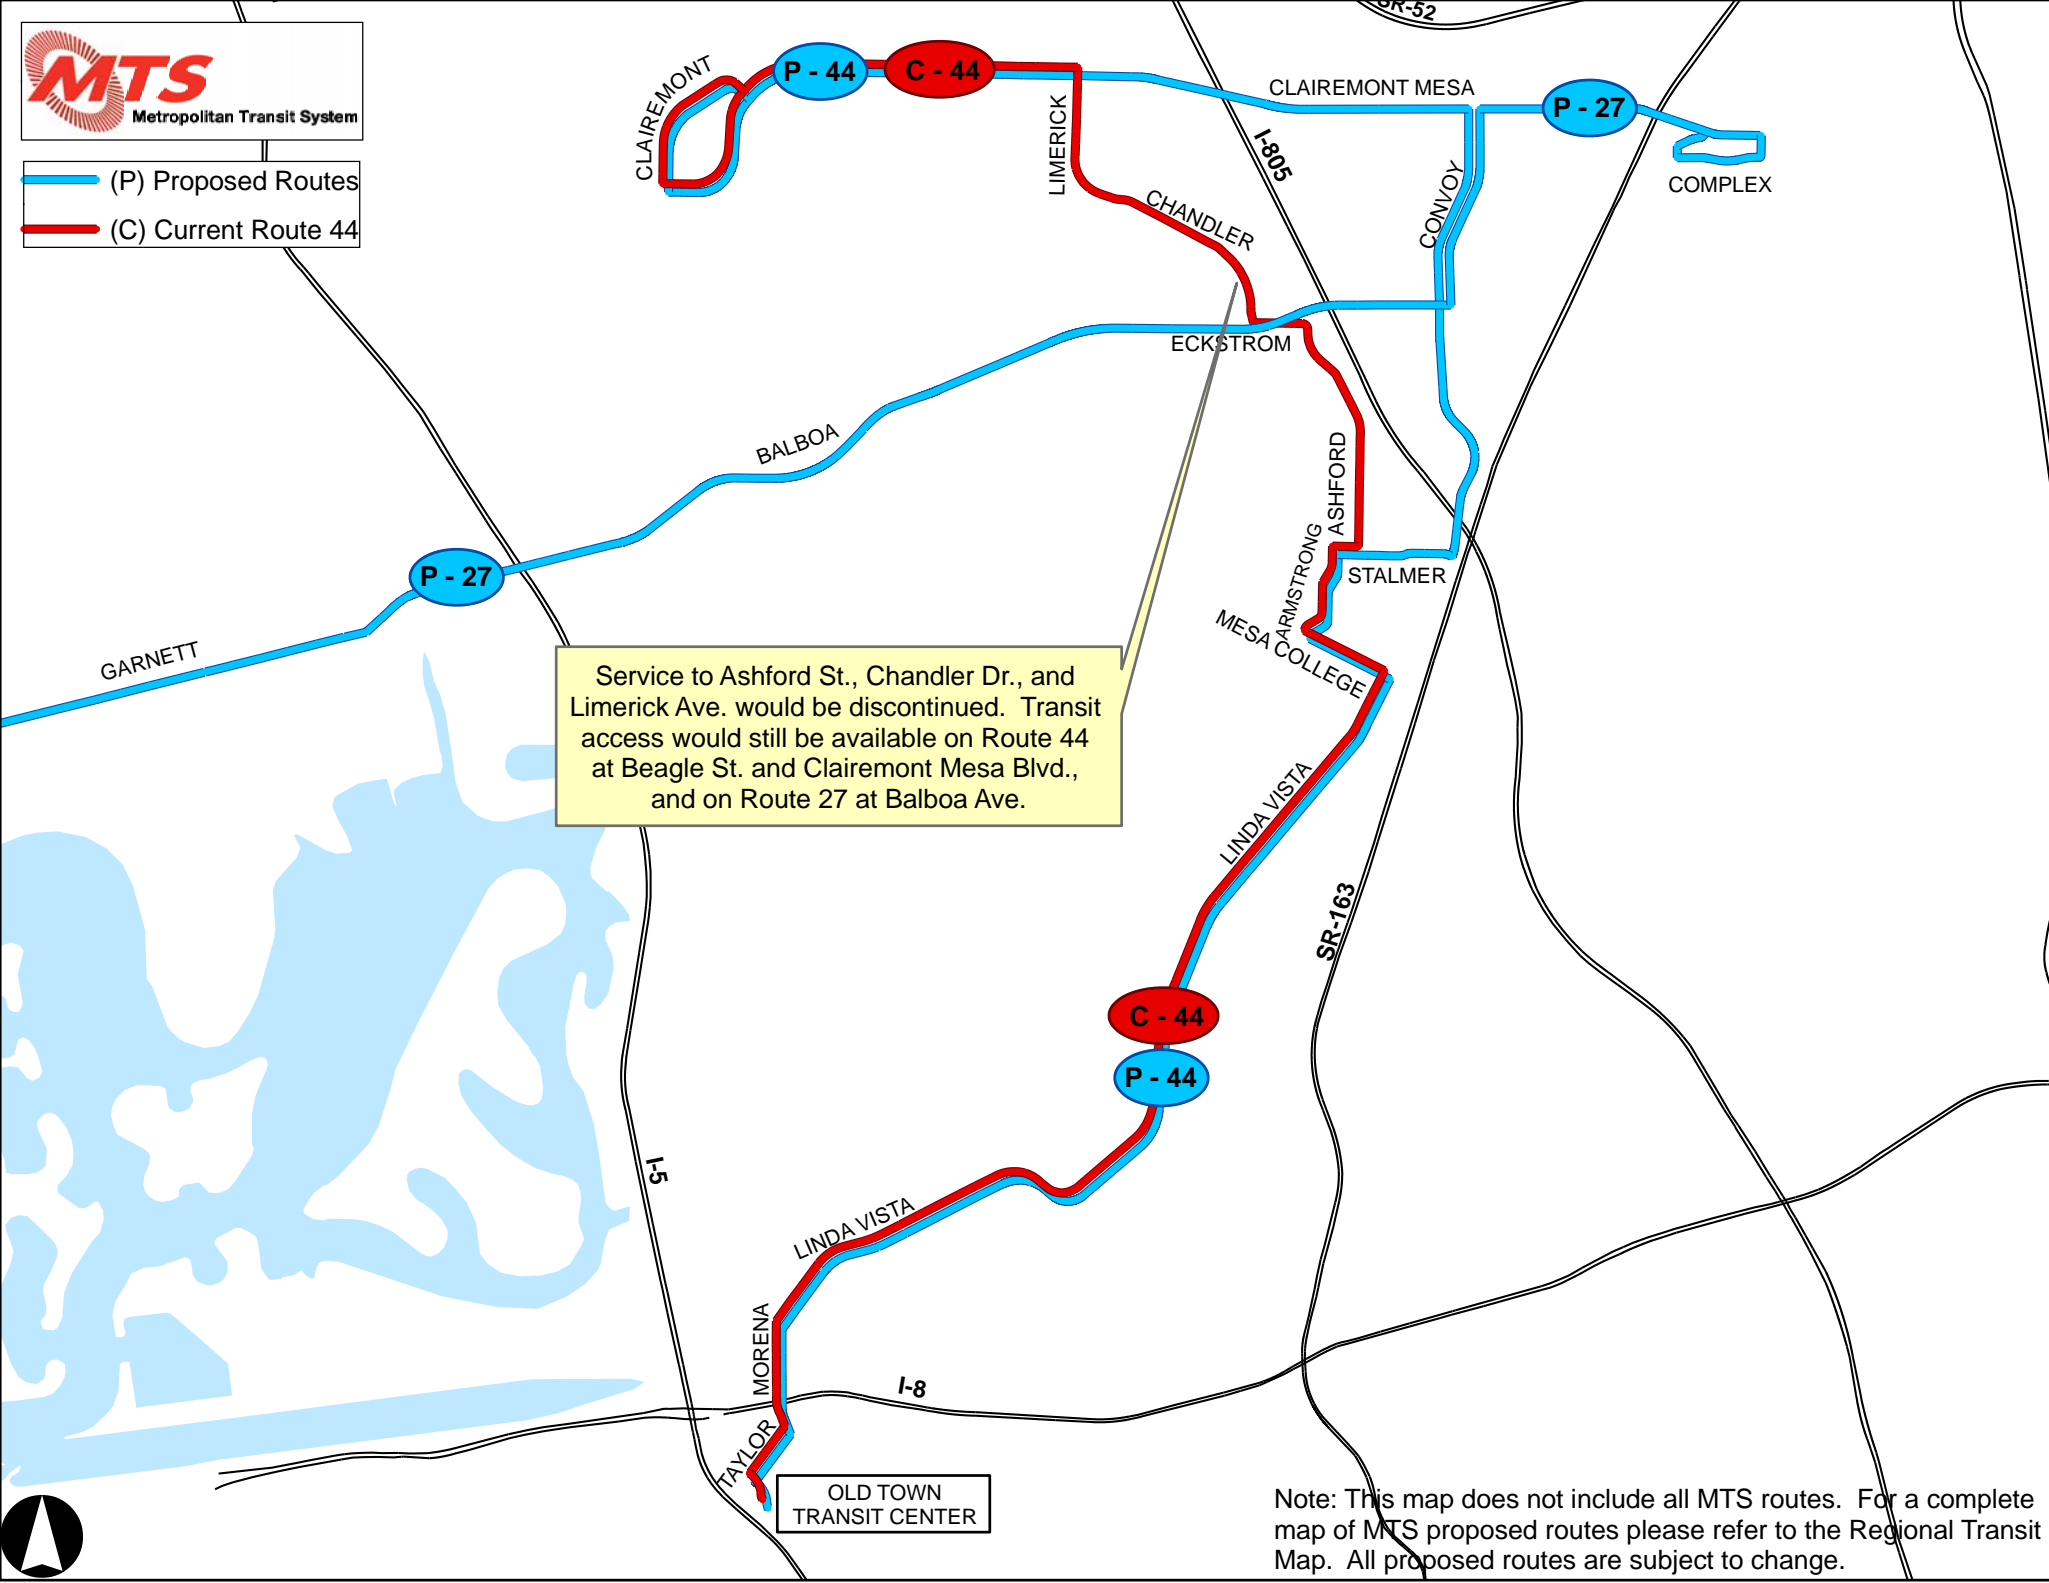 SR-52
MTS
Metropolitan Transit System
(P) Proposed Routes
(C) Current Route 44
CLAIREMONT
P - 44
C - 44
CLAIREMONT MESA
P - 27
COMPLEX
LIMERICK
I-805
CONVOY
CHANDLER
ECKSTROM
BALBOA
ASHFORD
ARMSTRONG
STALMER
P - 27
GARNETT
MESA COLLEGE
Service to Ashford St., Chandler Dr., and
Limerick Ave. would be discontinued. Transit
access would still be available on Route 44
at Beagle St. and Clairemont Mesa Blvd.,
and on Route 27 at Balboa Ave.
LINDA VISTA
SR-163
C - 44
P - 44
I-5
LINDA VISTA
MORENA
I-8
TAYLOR
OLD TOWN
TRANSIT CENTER
Note: This map does not include all MTS routes. For a complete
map of MTS proposed routes please refer to the Regional Transit
Map. All proposed routes are subject to change.